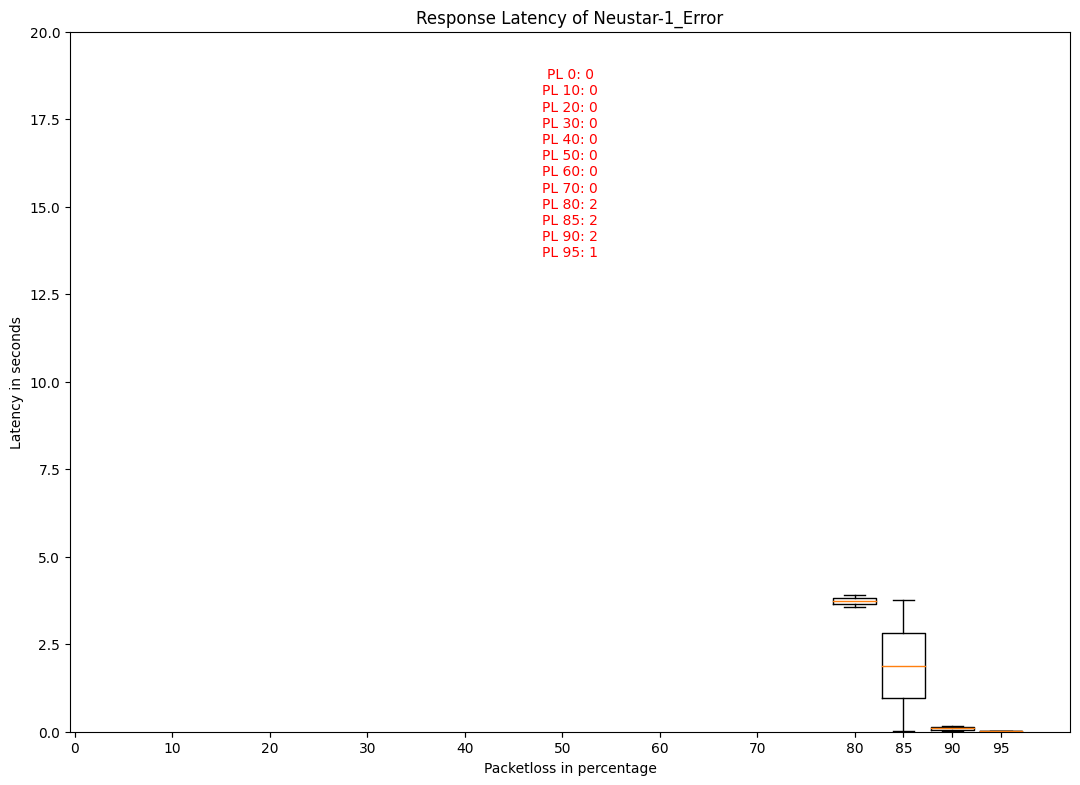 Response Latency of Neustar-1_Error
20.0
17.5
15.0
12.5
10.0
7.5
5.0
2.5
0.0
Latency in seconds
PL 0: 0
PL 10: 0
PL 20: 0
PL 30: 0
PL 40: 0
PL 50: 0
PL 60: 0
PL 70: 0
PL 80: 2
PL 85: 2
PL 90: 2
PL 95: 1
0 10 20 30 40 50 60 70 80 85 90 95
Packetloss in percentage